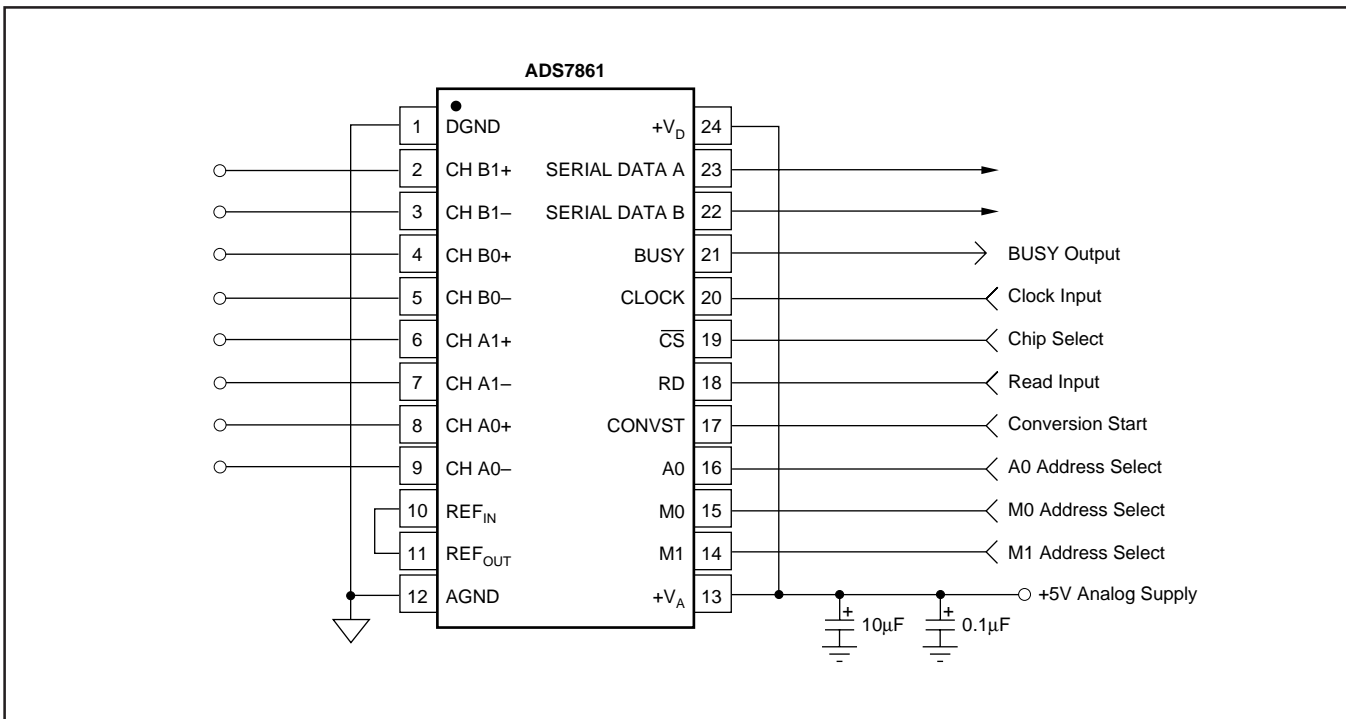 ADS7861
1 DGND +VD 24
2 CH B1+ SERIAL DATA A 23
3 CH B1– SERIAL DATA B 22
4 CH B0+ BUSY 21 BUSY Output
5 CH B0– CLOCK 20 Clock Input
6 CH A1+ CS 19 Chip Select
7 CH A1– RD 18 Read Input
8 CH A0+ CONVST 17 Conversion Start
9 CH A0– A0 16 A0 Address Select
10 REFIN M0 15 M0 Address Select
11 REFOUT M1 14 M1 Address Select
12 AGND +VA 13 +5V Analog Supply
+ 10µF + 0.1µF